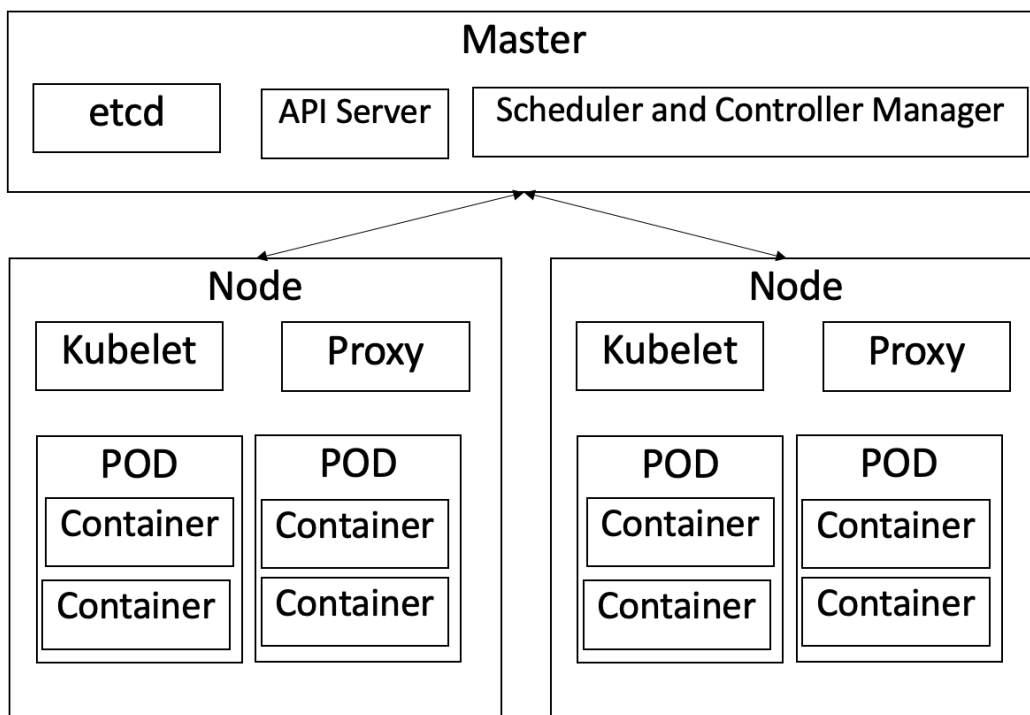 Master
etcd
API Server
Scheduler and Controller Manager
Node
Kubelet
Proxy
POD
Container
Container
POD
Container
Container
Node
Kubelet
Proxy
POD
Container
Container
POD
Container
Container